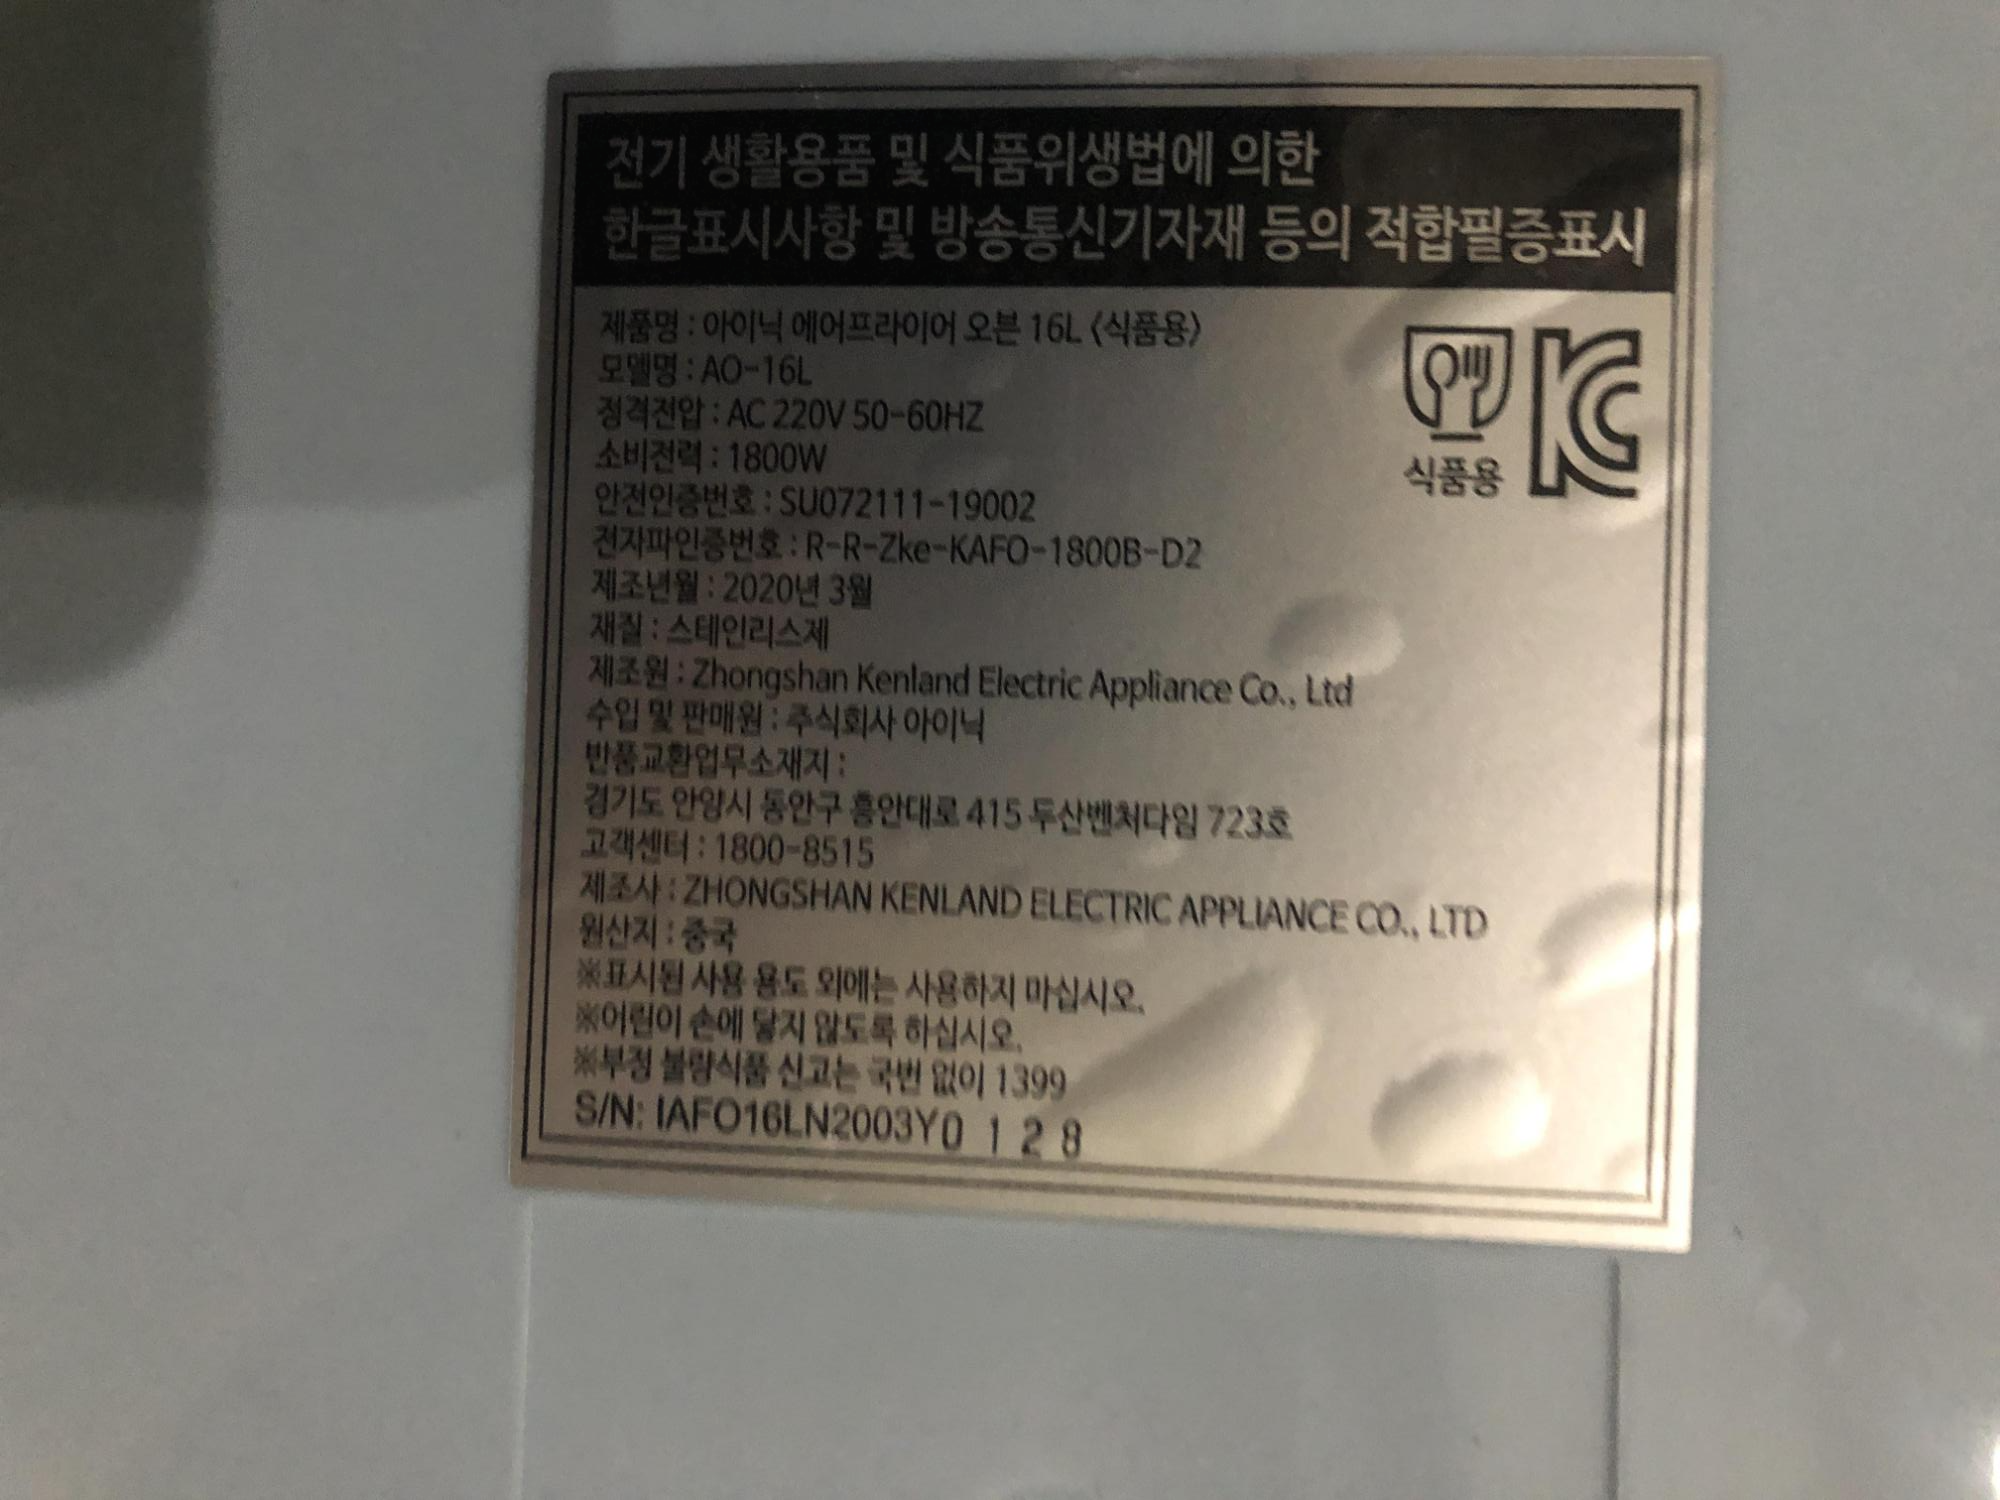 전기 생활용품 및 식품위생법에 의한
한글표시사항 및 방송통신기자재 등의 적합필증표시
제품명 : 아이닉 에어프라이어 오븐 16L (식품용)
모델명 : AO-16L
정격전압 : AC 220V 50-60HZ
소비전력 : 1800W
안전인증번호 : SU072111-19002
전자파인증번호 : R-R-Zke-KAFO-1800B-D2
제조년월 : 2020년 3월
재질 : 스테인리스제
제조원 : Zhongshan Kenland Electric Appliance Co., Ltd
수입 및 판매원 : 주식회사 아이닉
반품교환업무소재지 :
경기도 안양시 동안구 흥안대로 415 두산벤처다임 723호
고객센터 : 1800-8515
제조사 : ZHONGSHAN KENLAND ELECTRIC APPLIANCE CO., LTD
원산지 : 중국
※표시된 사용 용도 외에는 사용하지 마십시오.
※어린이 손에 닿지 않도록 하십시오.
※부정 불량식품 신고는 국번 없이 1399
S/N: IAFO16LN2003Y0 1 2 8
식품용
KC